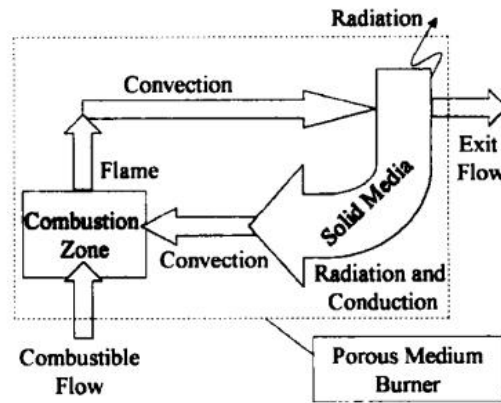 Radiation
Convection
Exit
Flow
Flame
Solid Media
Combustion
Zone
Convection
Radiation and
Conduction
Combustible
Flow
Porous Medium
Burner